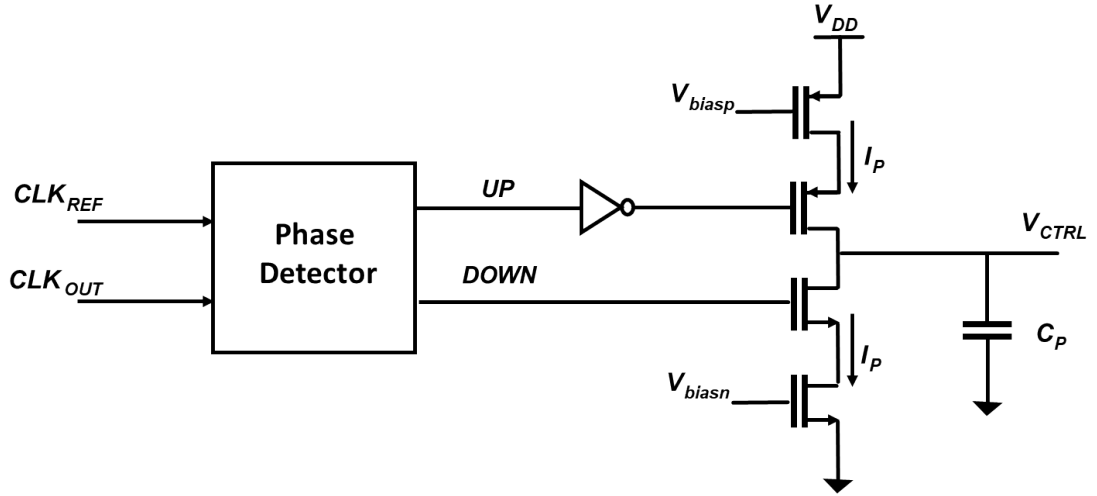 V_DD
V_biasp
I_P
CLK_REF
UP
Phase
Detector
V_CTRL
CLK_OUT
DOWN
C_P
I_P
V_biasn